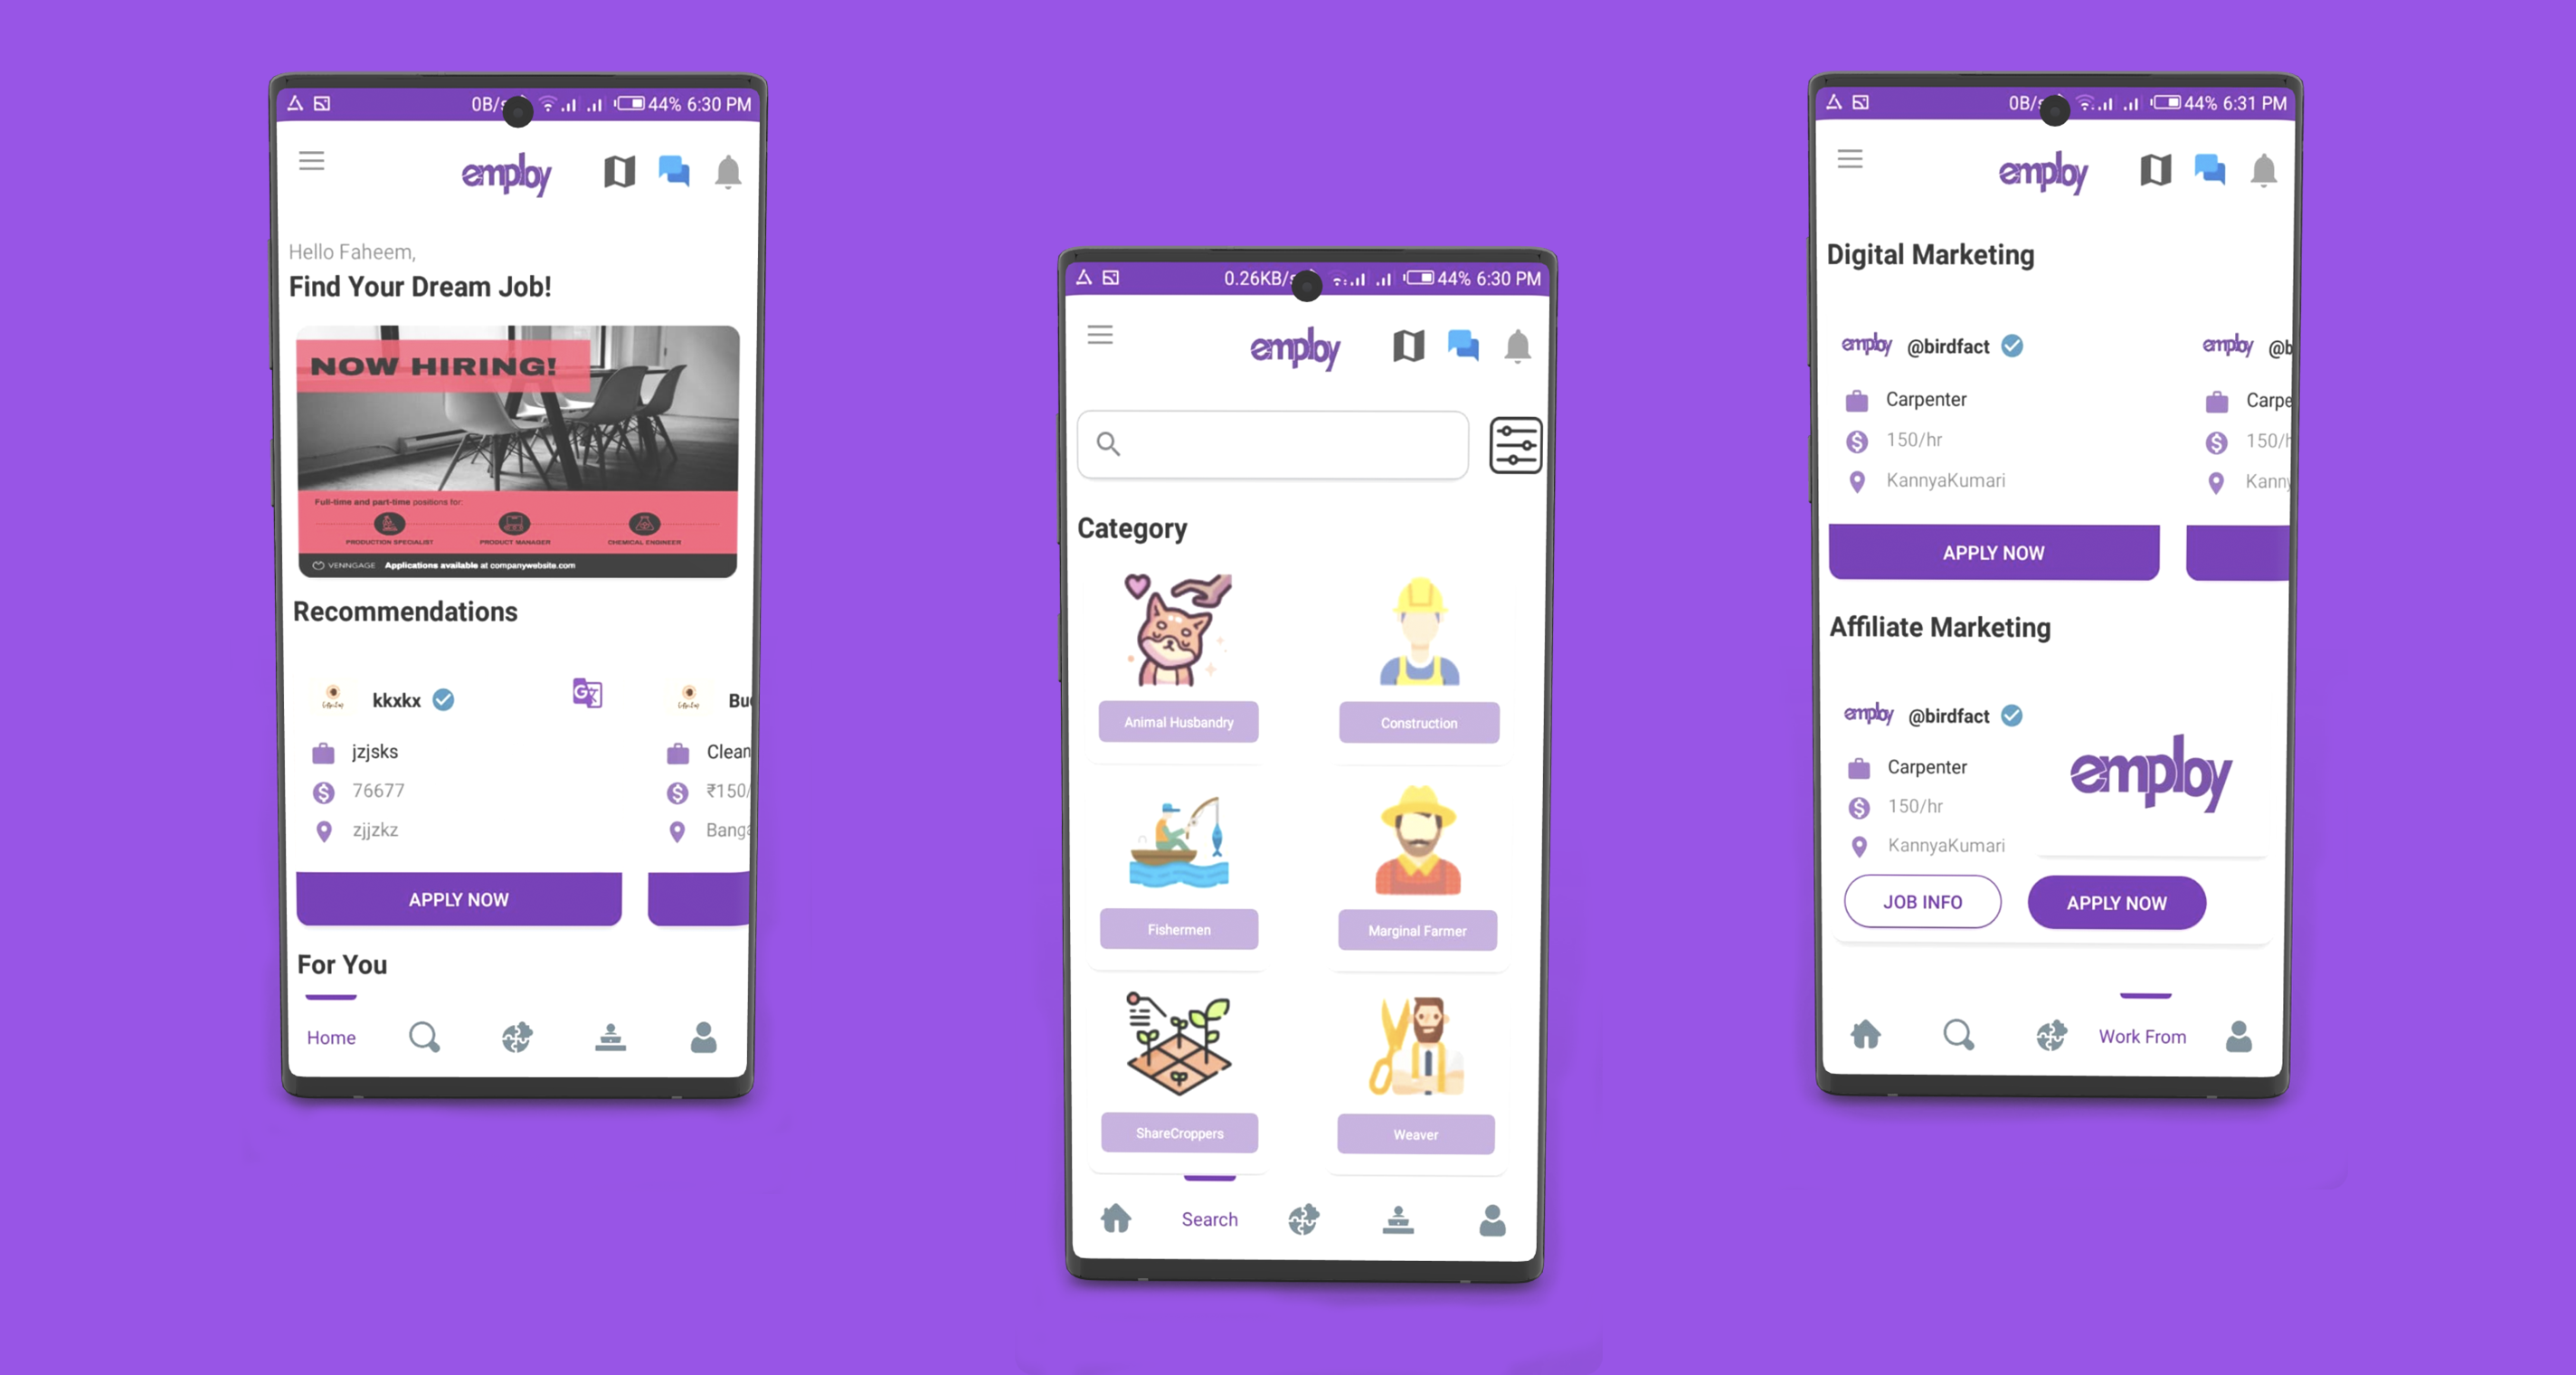 0B/s 44% 6:30 PM
employ
Hello Faheem,
Find Your Dream Job!
NOW HIRING!
Full-time and part-time positions for:
PRODUCTION SPECIALIST PRODUCT MANAGER CHEMICAL ENGINEER
VENNGAGE Applications available at companywebsite.com
Recommendations
kkxkx
jzjsks Clean
76677 ₹150/
zjjzkz
APPLY NOW
For You
Home
0.26KB/s 44% 6:30 PM
employ
Category
Animal Husbandry Construction
Fishermen Marginal Farmer
ShareCroppers Weaver
Search
0B/s 44% 6:31 PM
employ
Digital Marketing
employ @birdfact employ @b
Carpenter Carpe
150/hr 150/h
KannyaKumari Kanny
APPLY NOW
Affiliate Marketing
employ @birdfact
Carpenter
employ
150/hr
KannyaKumari
JOB INFO APPLY NOW
Work From